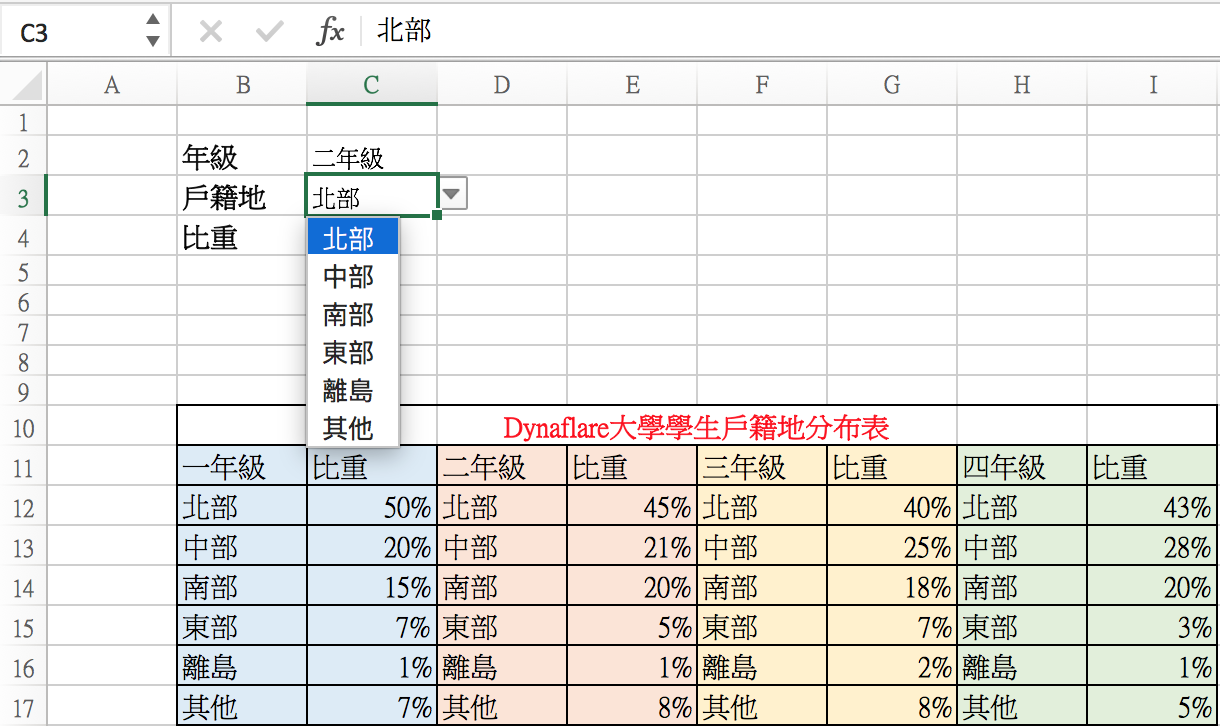 C3 fx 北部
A B C D E F G H I
1
2 年級 二年級
3 戶籍地 北部
4 比重 北部
5 中部
6 南部
7
8 東部
9 離島
10 其他 Dynaflare大學學生戶籍地分布表
11 一年級 比重 二年級 比重 三年級 比重 四年級 比重
12 北部 50% 北部 45% 北部 40% 北部 43%
13 中部 20% 中部 21% 中部 25% 中部 28%
14 南部 15% 南部 20% 南部 18% 南部 20%
15 東部 7% 東部 5% 東部 7% 東部 3%
16 離島 1% 離島 1% 離島 2% 離島 1%
17 其他 7% 其他 8% 其他 8% 其他 5%